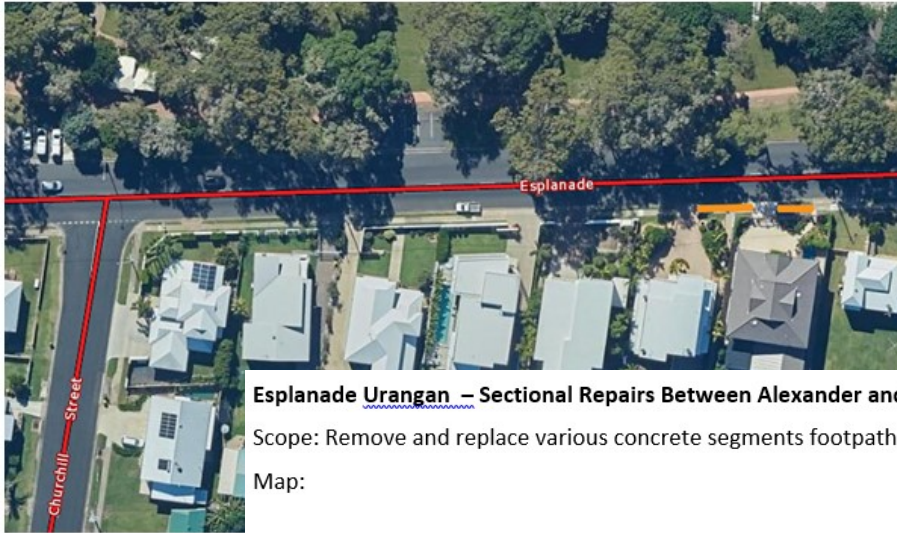 Esplanade
Churchill Street
Esplanade Urangan – Sectional Repairs Between Alexander and
Scope: Remove and replace various concrete segments footpath
Map: